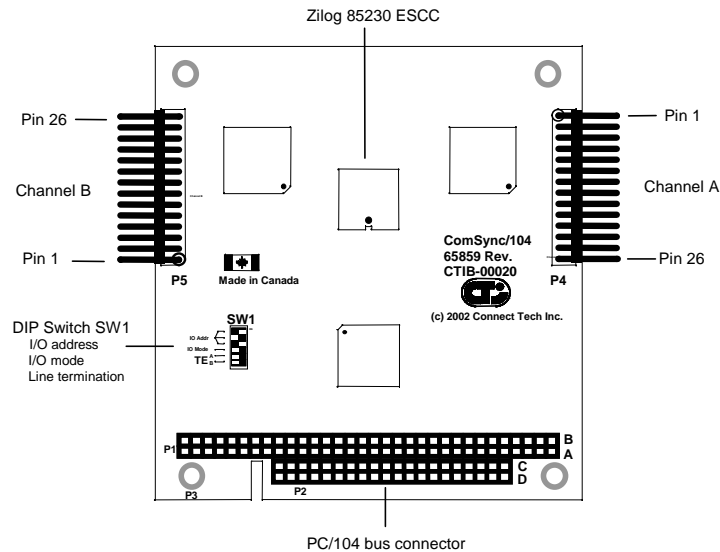 Zilog 85230 ESCC
Pin 26
Pin 1
Channel B
Channel A
Pin 1
Pin 26
P5
P4
Made in Canada
ComSync/104
65859 Rev.
CTIB-00020
(c) 2002 Connect Tech Inc.
DIP Switch SW1
I/O address
I/O mode
Line termination
SW1
IO Addr
IO Mode
TE A
B
P1
B
A
C
D
P3
P2
PC/104 bus connector